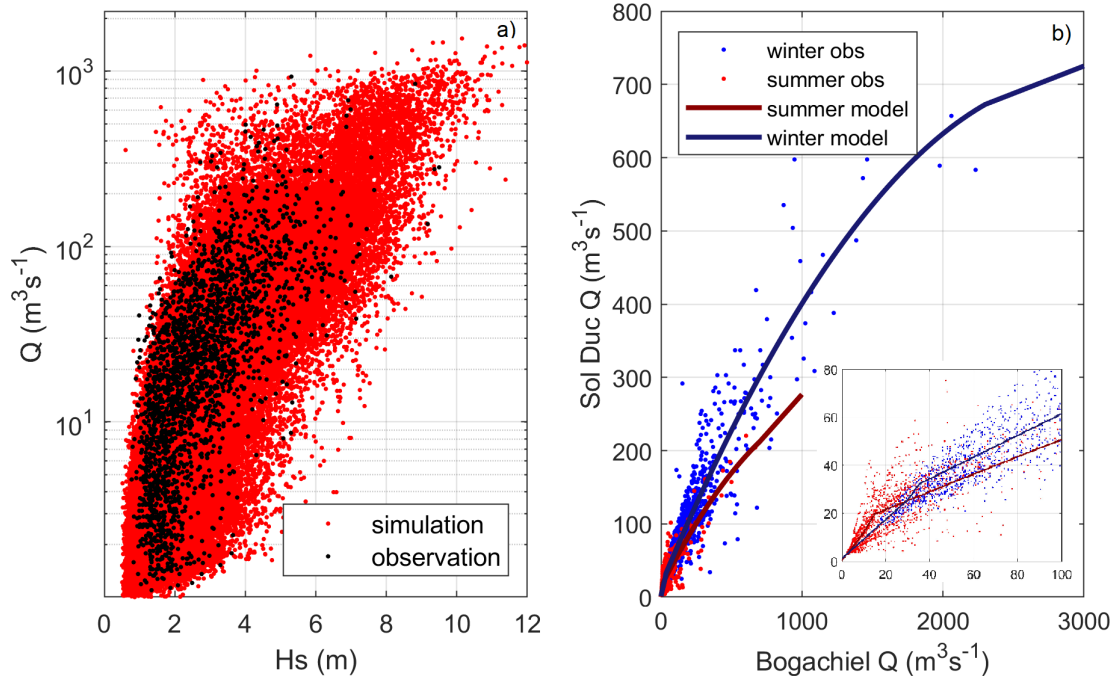 a)
10³
10²
10¹
Q (m³s⁻¹)
simulation
observation
0 2 4 6 8 10 12
Hs (m)
b)
800
700
600
500
400
300
200
100
0
Sol Duc Q (m³s⁻¹)
winter obs
summer obs
summer model
winter model
80
60
40
20
0
0 20 40 60 80 100
0 1000 2000 3000
Bogachiel Q (m³s⁻¹)